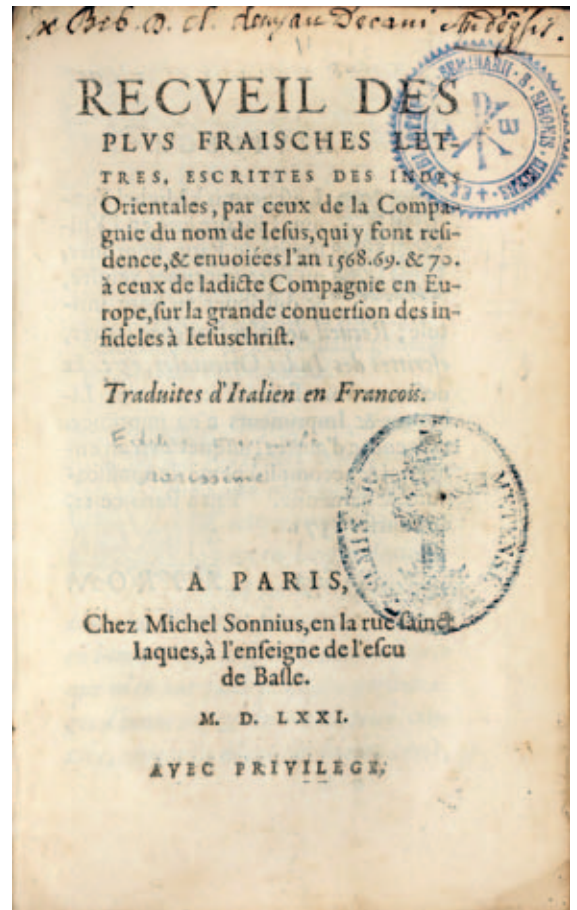 RECVEIL DES
PLVS FRAISCHES LET-
TRES, ESCRITTES DES INDES
Orientales, par ceux de la Compa-
gnie du nom de Iesus, qui y font resi-
dence, & enuoiées l'an 1568.69. & 70.
à ceux de ladicte Compagnie en Eu-
rope, sur la grande conuersion des in-
fideles à Iesuschrist.
Traduites d'Italien en Francois.
A PARIS,
Chez Michel Sonnius, en la rue sainct
Iaques, à l'enseigne de l'escu
de Basle.
M. D. LXXI.
AVEC PRIVILEGE,